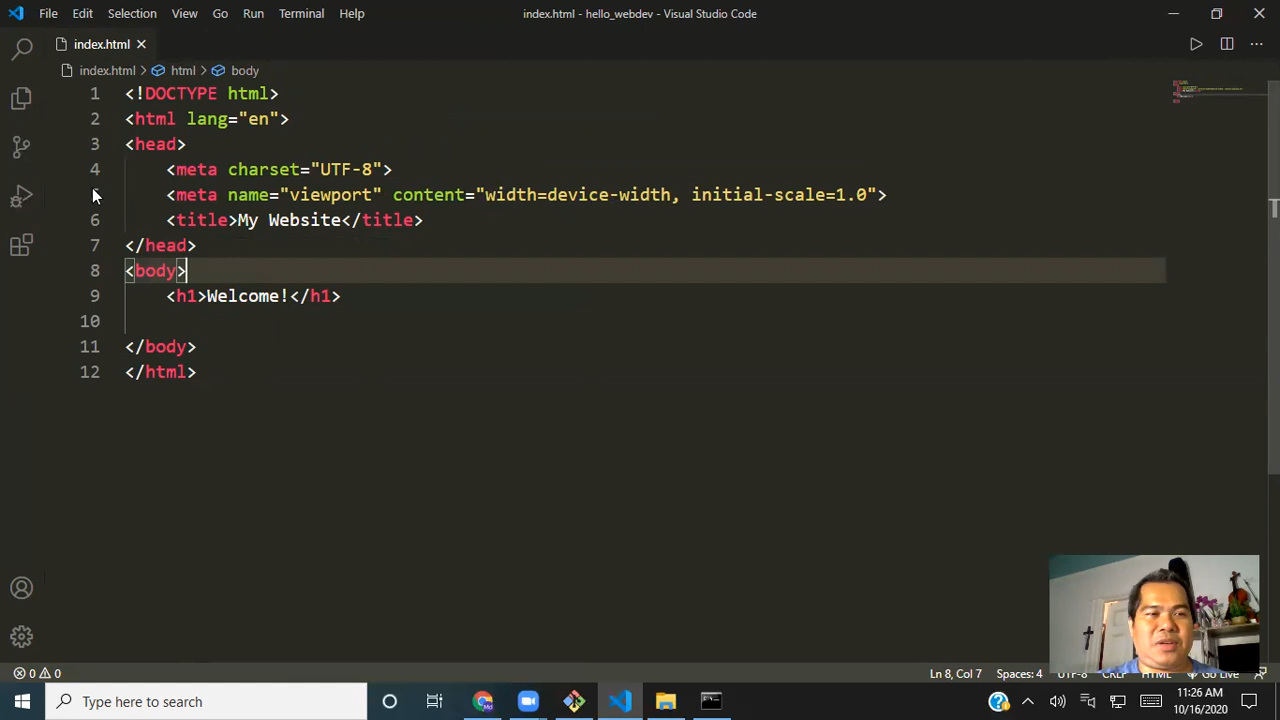 File Edit Selection View Go Run Terminal Help
index.html - hello_webdev - Visual Studio Code
index.html
index.html > html > body
1 <!DOCTYPE html>
2 <html lang="en">
3 <head>
4 <meta charset="UTF-8">
5 <meta name="viewport" content="width=device-width, initial-scale=1.0">
6 <title>My Website</title>
7 </head>
8 <body>
9 <h1>Welcome!</h1>
10
11 </body>
12 </html>
0 0
Ln 8, Col 7 Spaces: 4 UTF-8 CRLF HTML Go Live
Type here to search
11:26 AM
10/16/2020